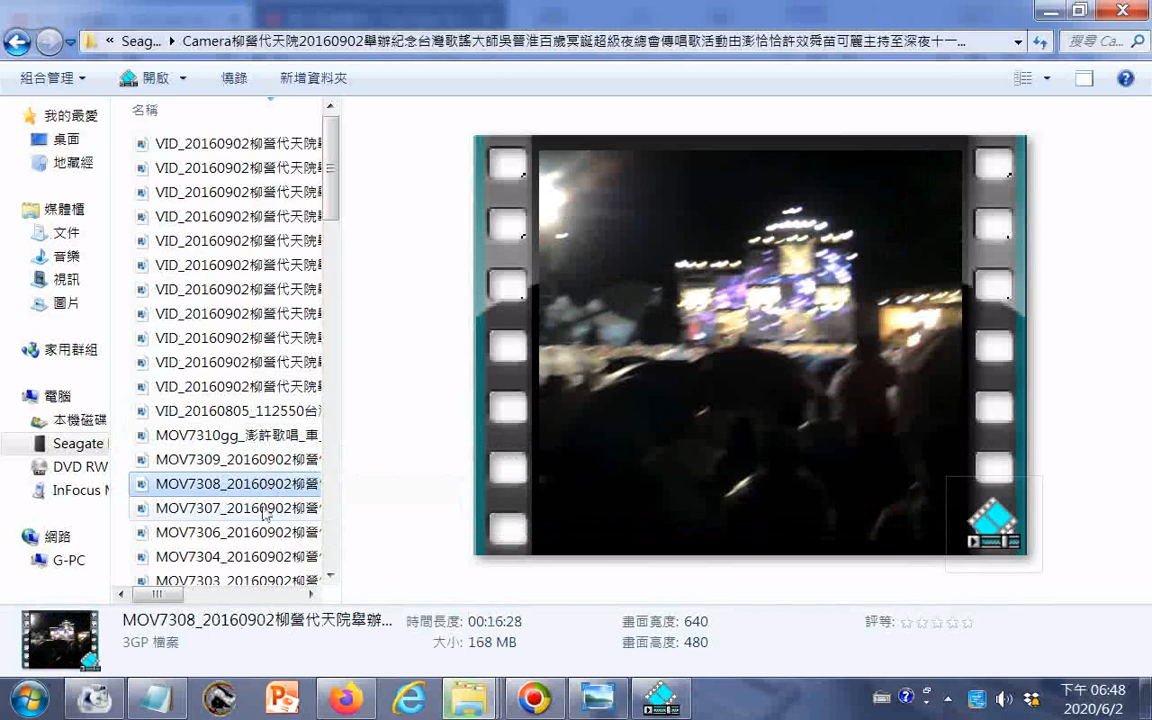 « Seag... ▸ Camera柳營代天院20160902舉辦紀念台灣歌謠大師吳晉淮百歲冥誕超級夜總會傳唱歌活動由澎恰恰許效舜苗可麗主持至深夜十一...
搜尋 Ca...
組合管理
開啟
燒錄
新增資料夾
我的最愛
桌面
地藏經
媒體櫃
文件
音樂
視訊
圖片
家用群組
電腦
本機磁碟
Seagate
DVD RW
InFocus M
網路
G-PC
名稱
VID_20160902柳營代天院
VID_20160902柳營代天院
VID_20160902柳營代天院
VID_20160902柳營代天院
VID_20160902柳營代天院
VID_20160902柳營代天院
VID_20160902柳營代天院
VID_20160902柳營代天院
VID_20160902柳營代天院
VID_20160902柳營代天院
VID_20160902柳營代天院
VID_20160805_112550台
MOV7310gg_澎許歌唱_車_
MOV7309_20160902柳營
MOV7308_20160902柳營
MOV7307_20160902柳營
MOV7306_20160902柳營
MOV7304_20160902柳營
MOV7303_20160902柳營
MOV7308_20160902柳營代天院舉辦...
3GP 檔案
時間長度: 00:16:28
大小: 168 MB
畫面寬度: 640
畫面高度: 480
評等:
下午 06:48
2020/6/2